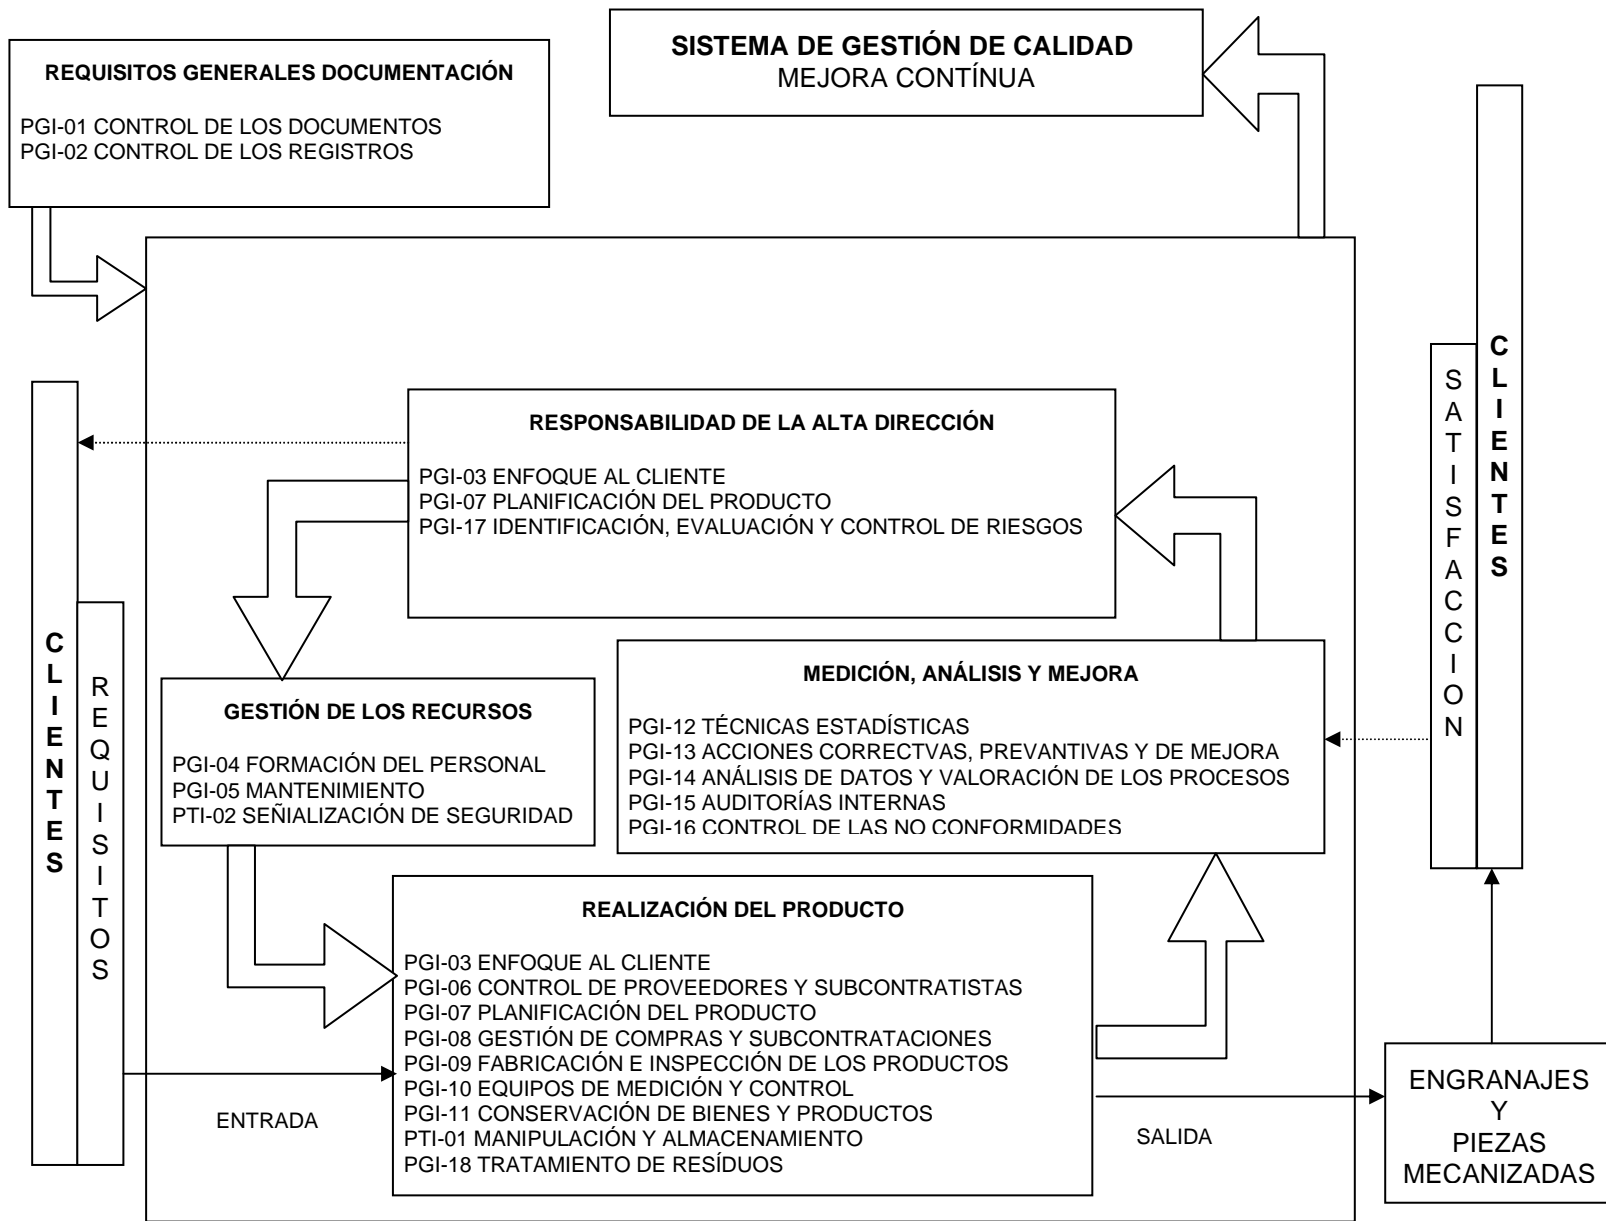 SISTEMA DE GESTIÓN DE CALIDAD
MEJORA CONTÍNUA
REQUISITOS GENERALES DOCUMENTACIÓN
PGI-01 CONTROL DE LOS DOCUMENTOS
PGI-02 CONTROL DE LOS REGISTROS
RESPONSABILIDAD DE LA ALTA DIRECCIÓN
PGI-03 ENFOQUE AL CLIENTE
PGI-07 PLANIFICACIÓN DEL PRODUCTO
PGI-17 IDENTIFICACIÓN, EVALUACIÓN Y CONTROL DE RIESGOS
CLIENTES
REQUISITOS
GESTIÓN DE LOS RECURSOS
PGI-04 FORMACIÓN DEL PERSONAL
PGI-05 MANTENIMIENTO
PTI-02 SEÑIALIZACIÓN DE SEGURIDAD
MEDICIÓN, ANÁLISIS Y MEJORA
PGI-12 TÉCNICAS ESTADÍSTICAS
PGI-13 ACCIONES CORRECTVAS, PREVANTIVAS Y DE MEJORA
PGI-14 ANÁLISIS DE DATOS Y VALORACIÓN DE LOS PROCESOS
PGI-15 AUDITORÍAS INTERNAS
PGI-16 CONTROL DE LAS NO CONFORMIDADES
SATISFACCION
CLIENTES
REALIZACIÓN DEL PRODUCTO
PGI-03 ENFOQUE AL CLIENTE
PGI-06 CONTROL DE PROVEEDORES Y SUBCONTRATISTAS
PGI-07 PLANIFICACIÓN DEL PRODUCTO
PGI-08 GESTIÓN DE COMPRAS Y SUBCONTRATACIONES
PGI-09 FABRICACIÓN E INSPECCIÓN DE LOS PRODUCTOS
PGI-10 EQUIPOS DE MEDICIÓN Y CONTROL
PGI-11 CONSERVACIÓN DE BIENES Y PRODUCTOS
PTI-01 MANIPULACIÓN Y ALMACENAMIENTO
PGI-18 TRATAMIENTO DE RESÍDUOS
ENTRADA
SALIDA
ENGRANAJES
Y
PIEZAS
MECANIZADAS